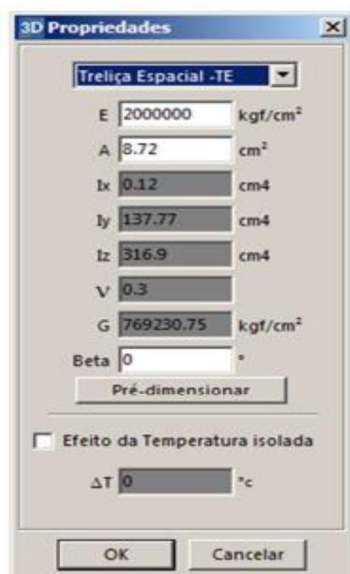 3D Propriedades
Treliça Espacial -TE
E 2000000 kgf/cm²
A 8.72 cm²
Ix 0.12 cm4
Iy 137.77 cm4
Iz 316.9 cm4
V 0.3
G 769230.75 kgf/cm²
Beta 0 °
Pré-dimensionar
Efeito da Temperatura isolada
ΔT 0 °c
OK Cancelar